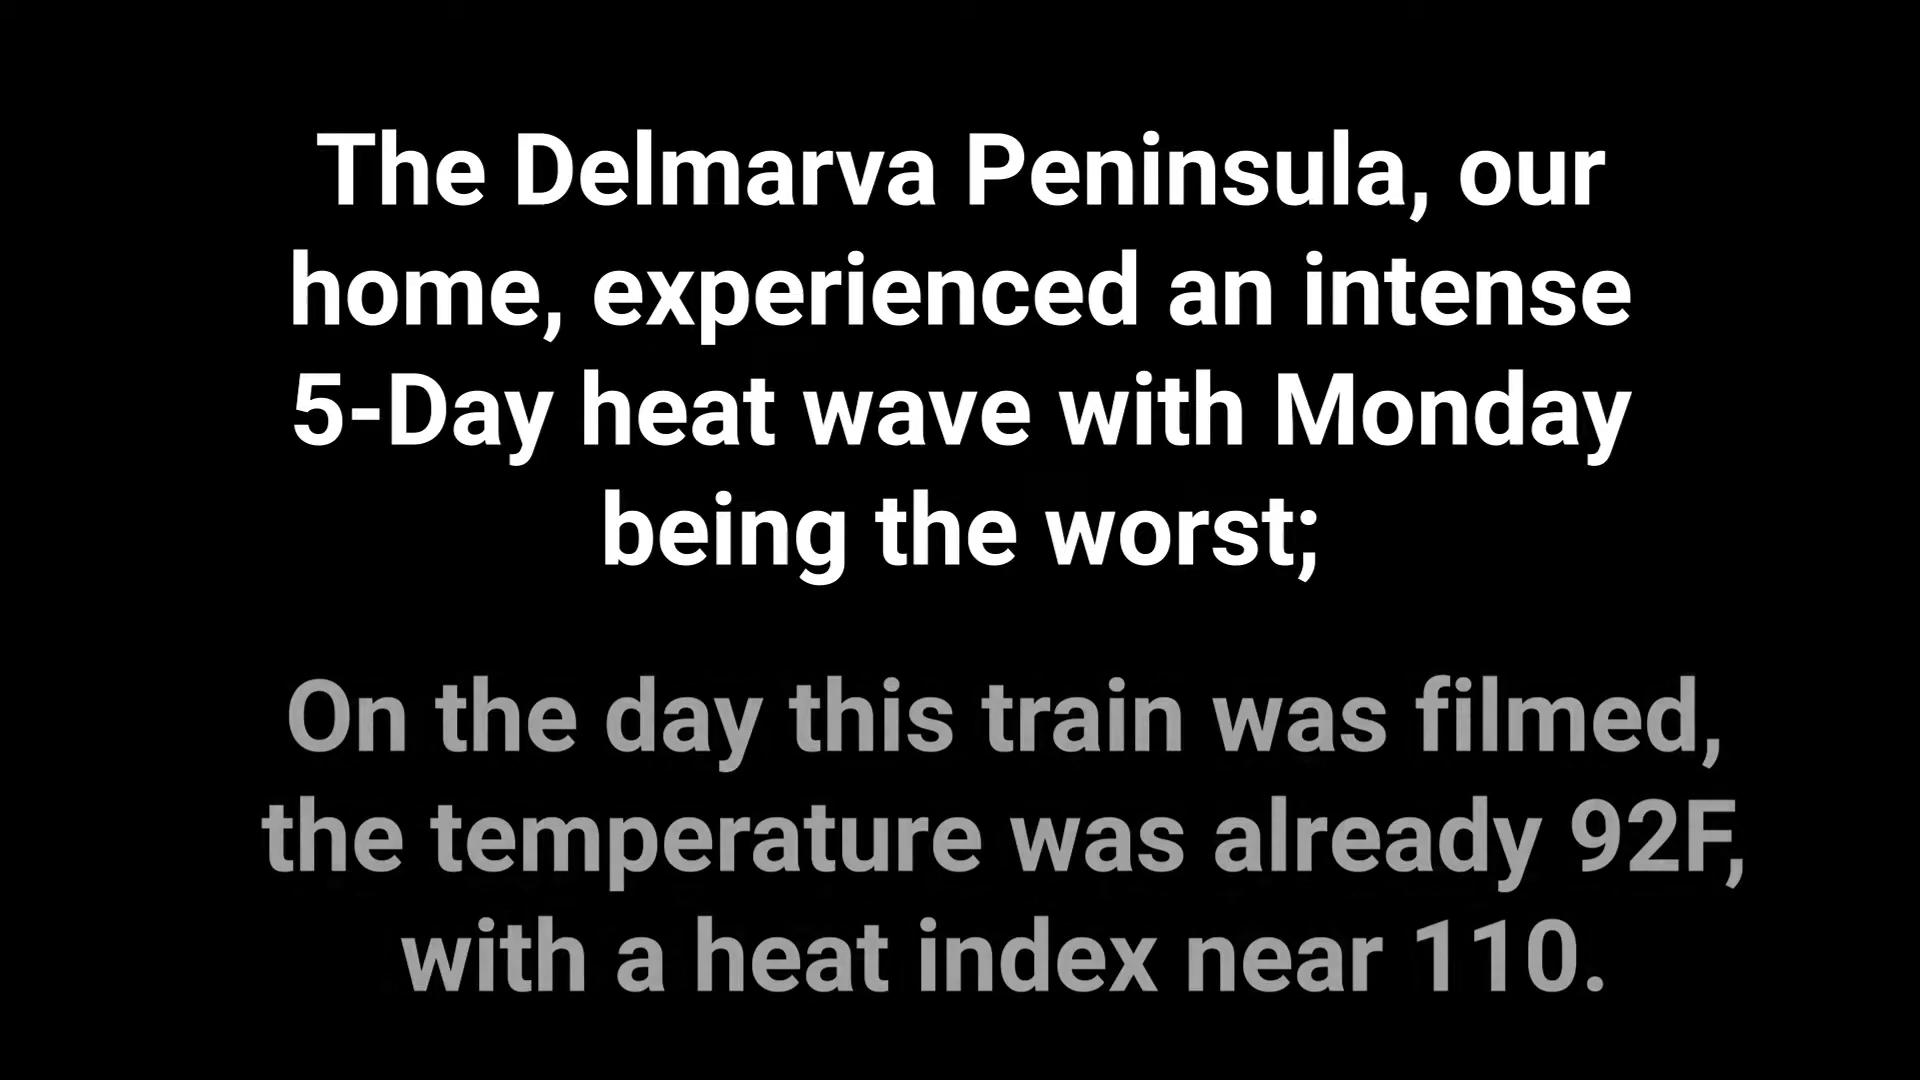 The Delmarva Peninsula, our
home, experienced an intense
5-Day heat wave with Monday
being the worst;
On the day this train was filmed,
the temperature was already 92F,
with a heat index near 110.